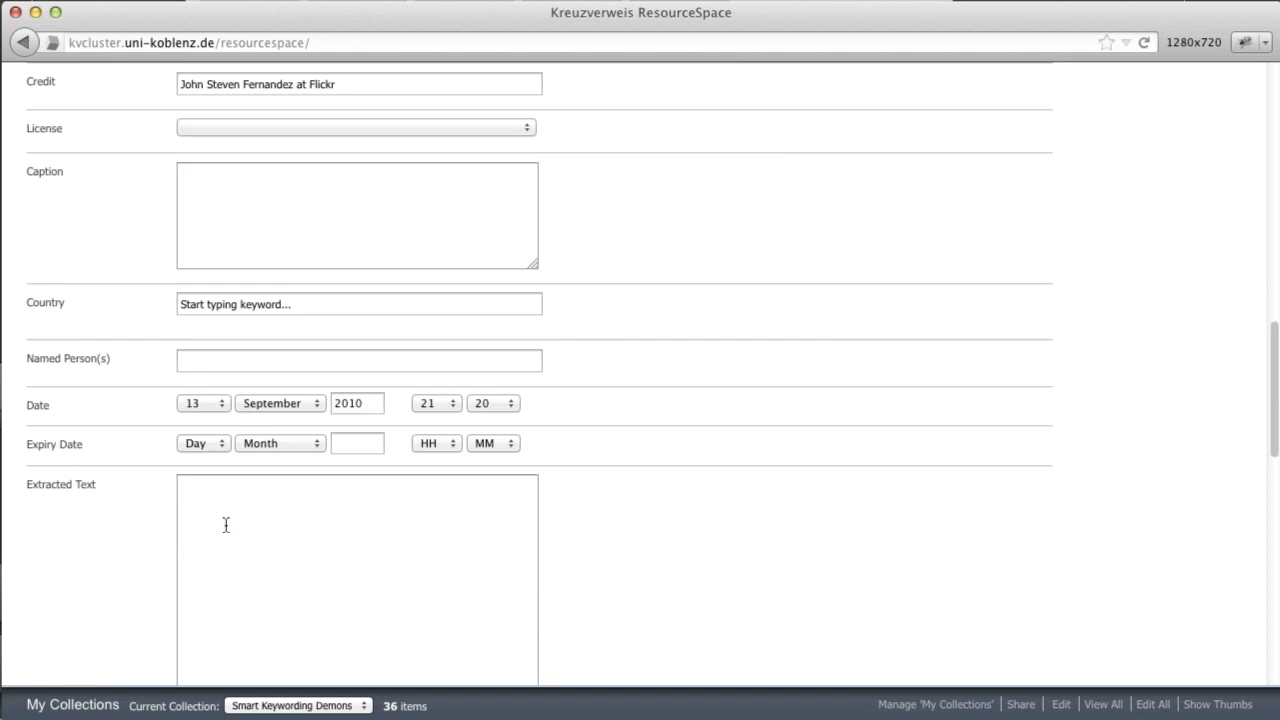 Kreuzverweis ResourceSpace
kvcluster.uni-koblenz.de/resourcespace/
1280x720
Credit
John Steven Fernandez at Flickr
License
Caption
Country
Start typing keyword...
Named Person(s)
Date
13 September 2010 21 20
Expiry Date
Day Month HH MM
Extracted Text
My Collections Current Collection: Smart Keywording Demons 36 items Manage 'My Collections' Share Edit View All Edit All Show Thumbs